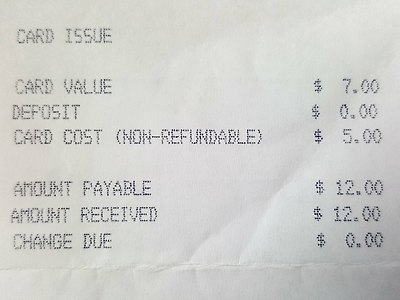 CARD ISSUE
CARD VALUE $ 7.00
DEPOSIT $ 0.00
CARD COST (NON-REFUNDABLE) $ 5.00
AMOUNT PAYABLE $ 12.00
AMOUNT RECEIVED $ 12.00
CHANGE DUE $ 0.00